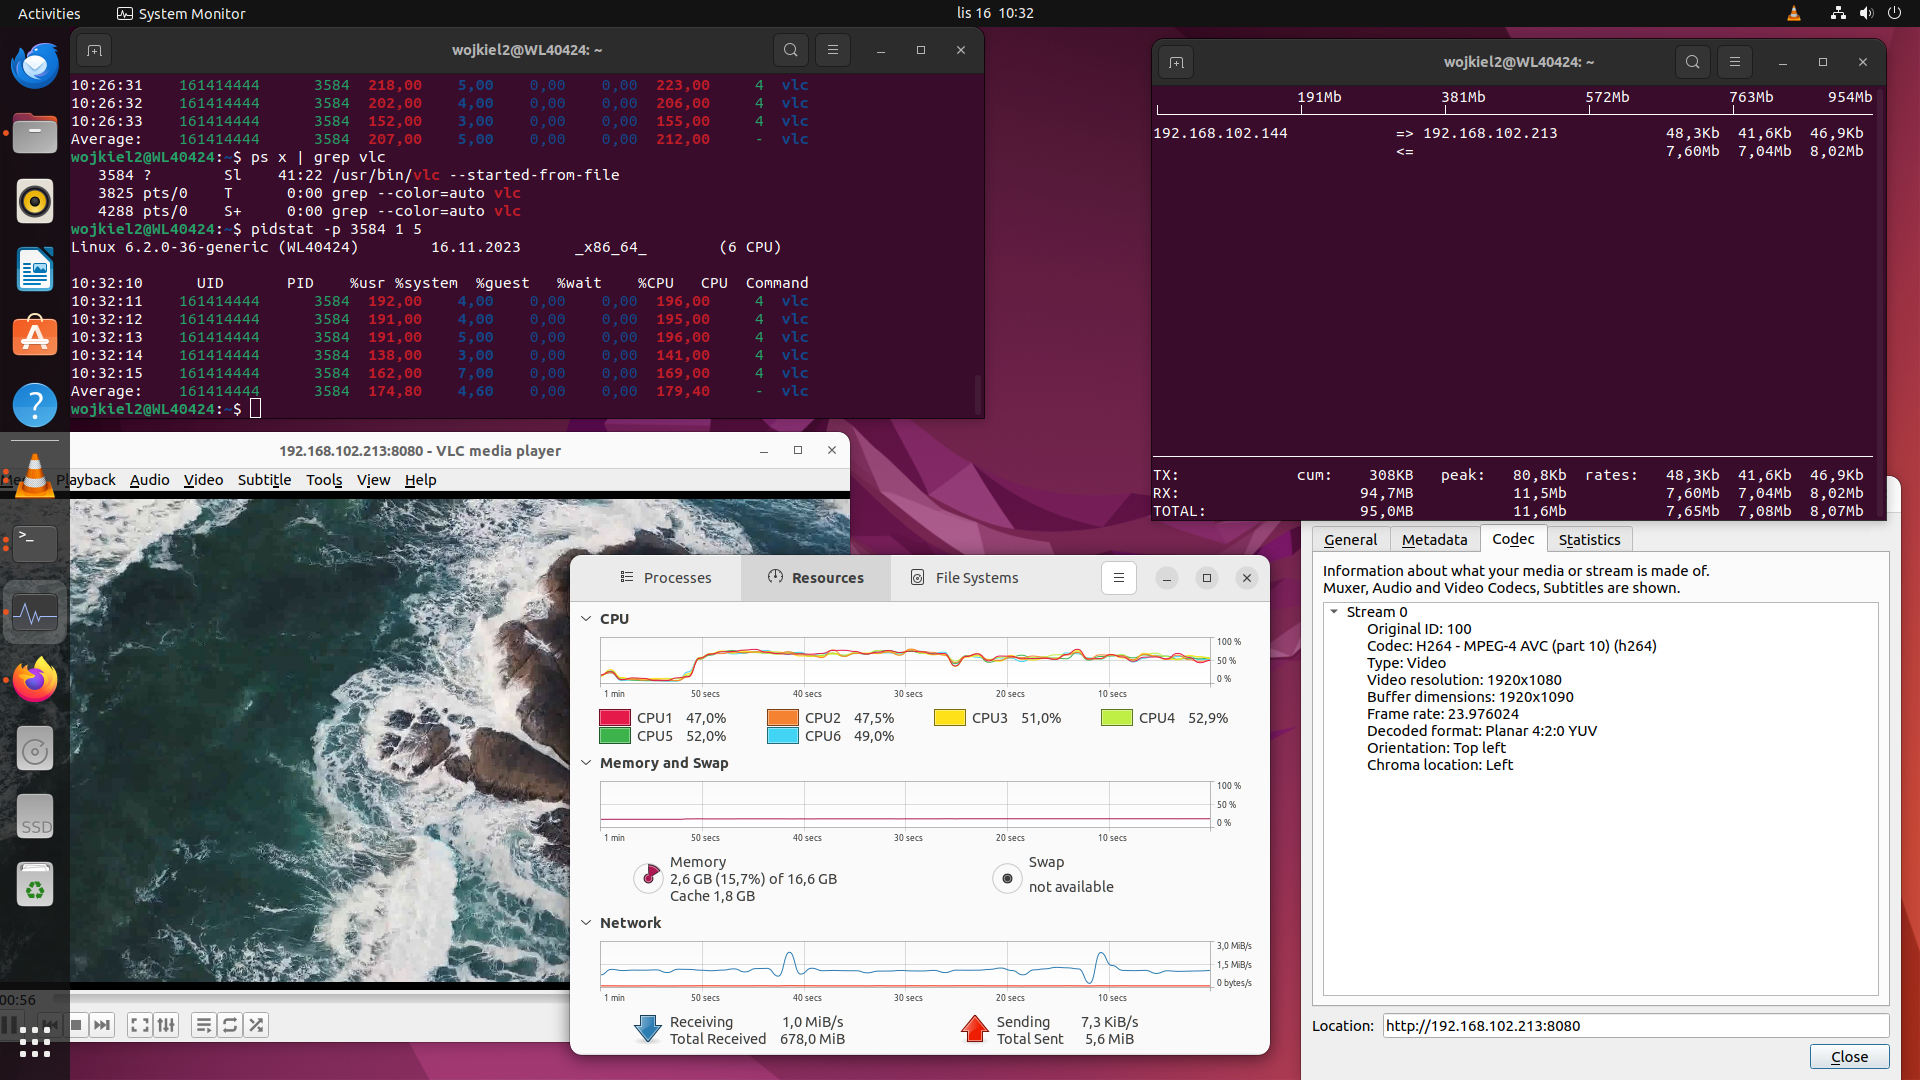 Activities
System Monitor
lis 16 10:32
wojkiel2@WL40424: ~
10:26:31 161414444 3584 218,00 5,00 0,00 0,00 223,00 4 vlc
10:26:32 161414444 3584 202,00 4,00 0,00 0,00 206,00 4 vlc
10:26:33 161414444 3584 152,00 3,00 0,00 0,00 155,00 4 vlc
Average: 161414444 3584 207,00 5,00 0,00 0,00 212,00 - vlc
wojkiel2@WL40424:~$ ps x | grep vlc
3584 ? Sl 41:22 /usr/bin/vlc --started-from-file
3825 pts/0 T 0:00 grep --color=auto vlc
4288 pts/0 S+ 0:00 grep --color=auto vlc
wojkiel2@WL40424:~$ pidstat -p 3584 1 5
Linux 6.2.0-36-generic (WL40424) 16.11.2023 _x86_64_ (6 CPU)
10:32:10 UID PID %usr %system %guest %wait %CPU CPU Command
10:32:11 161414444 3584 192,00 4,00 0,00 0,00 196,00 4 vlc
10:32:12 161414444 3584 191,00 4,00 0,00 0,00 195,00 4 vlc
10:32:13 161414444 3584 191,00 5,00 0,00 0,00 196,00 4 vlc
10:32:14 161414444 3584 138,00 3,00 0,00 0,00 141,00 4 vlc
10:32:15 161414444 3584 162,00 7,00 0,00 0,00 169,00 4 vlc
Average: 161414444 3584 174,80 4,60 0,00 0,00 179,40 - vlc
wojkiel2@WL40424:~$
wojkiel2@WL40424: ~
191Mb 381Mb 572Mb 763Mb 954Mb
192.168.102.144 => 192.168.102.213 48,3Kb 41,6Kb 46,9Kb
<= 7,60Mb 7,04Mb 8,02Mb
TX: cum: 308KB peak: 80,8Kb rates: 48,3Kb 41,6Kb 46,9Kb
RX: 94,7MB 11,5Mb 7,60Mb 7,04Mb 8,02Mb
TOTAL: 95,0MB 11,6Mb 7,65Mb 7,08Mb 8,07Mb
192.168.102.213:8080 - VLC media player
Playback Audio Video Subtitle Tools View Help
00:56
SSD
Processes Resources File Systems
CPU
100 %
50 %
0 %
1 min 50 secs 40 secs 30 secs 20 secs 10 secs
CPU1 47,0% CPU2 47,5% CPU3 51,0% CPU4 52,9%
CPU5 52,0% CPU6 49,0%
Memory and Swap
100 %
50 %
0 %
1 min 50 secs 40 secs 30 secs 20 secs 10 secs
Memory
2,6 GB (15,7%) of 16,6 GB
Cache 1,8 GB
Swap
not available
Network
3,0 MiB/s
1,5 MiB/s
0 bytes/s
1 min 50 secs 40 secs 30 secs 20 secs 10 secs
Receiving 1,0 MiB/s
Total Received 678,0 MiB
Sending 7,3 KiB/s
Total Sent 5,6 MiB
General Metadata Codec Statistics
Information about what your media or stream is made of.
Muxer, Audio and Video Codecs, Subtitles are shown.
Stream 0
Original ID: 100
Codec: H264 - MPEG-4 AVC (part 10) (h264)
Type: Video
Video resolution: 1920x1080
Buffer dimensions: 1920x1090
Frame rate: 23.976024
Decoded format: Planar 4:2:0 YUV
Orientation: Top left
Chroma location: Left
Location: http://192.168.102.213:8080
Close